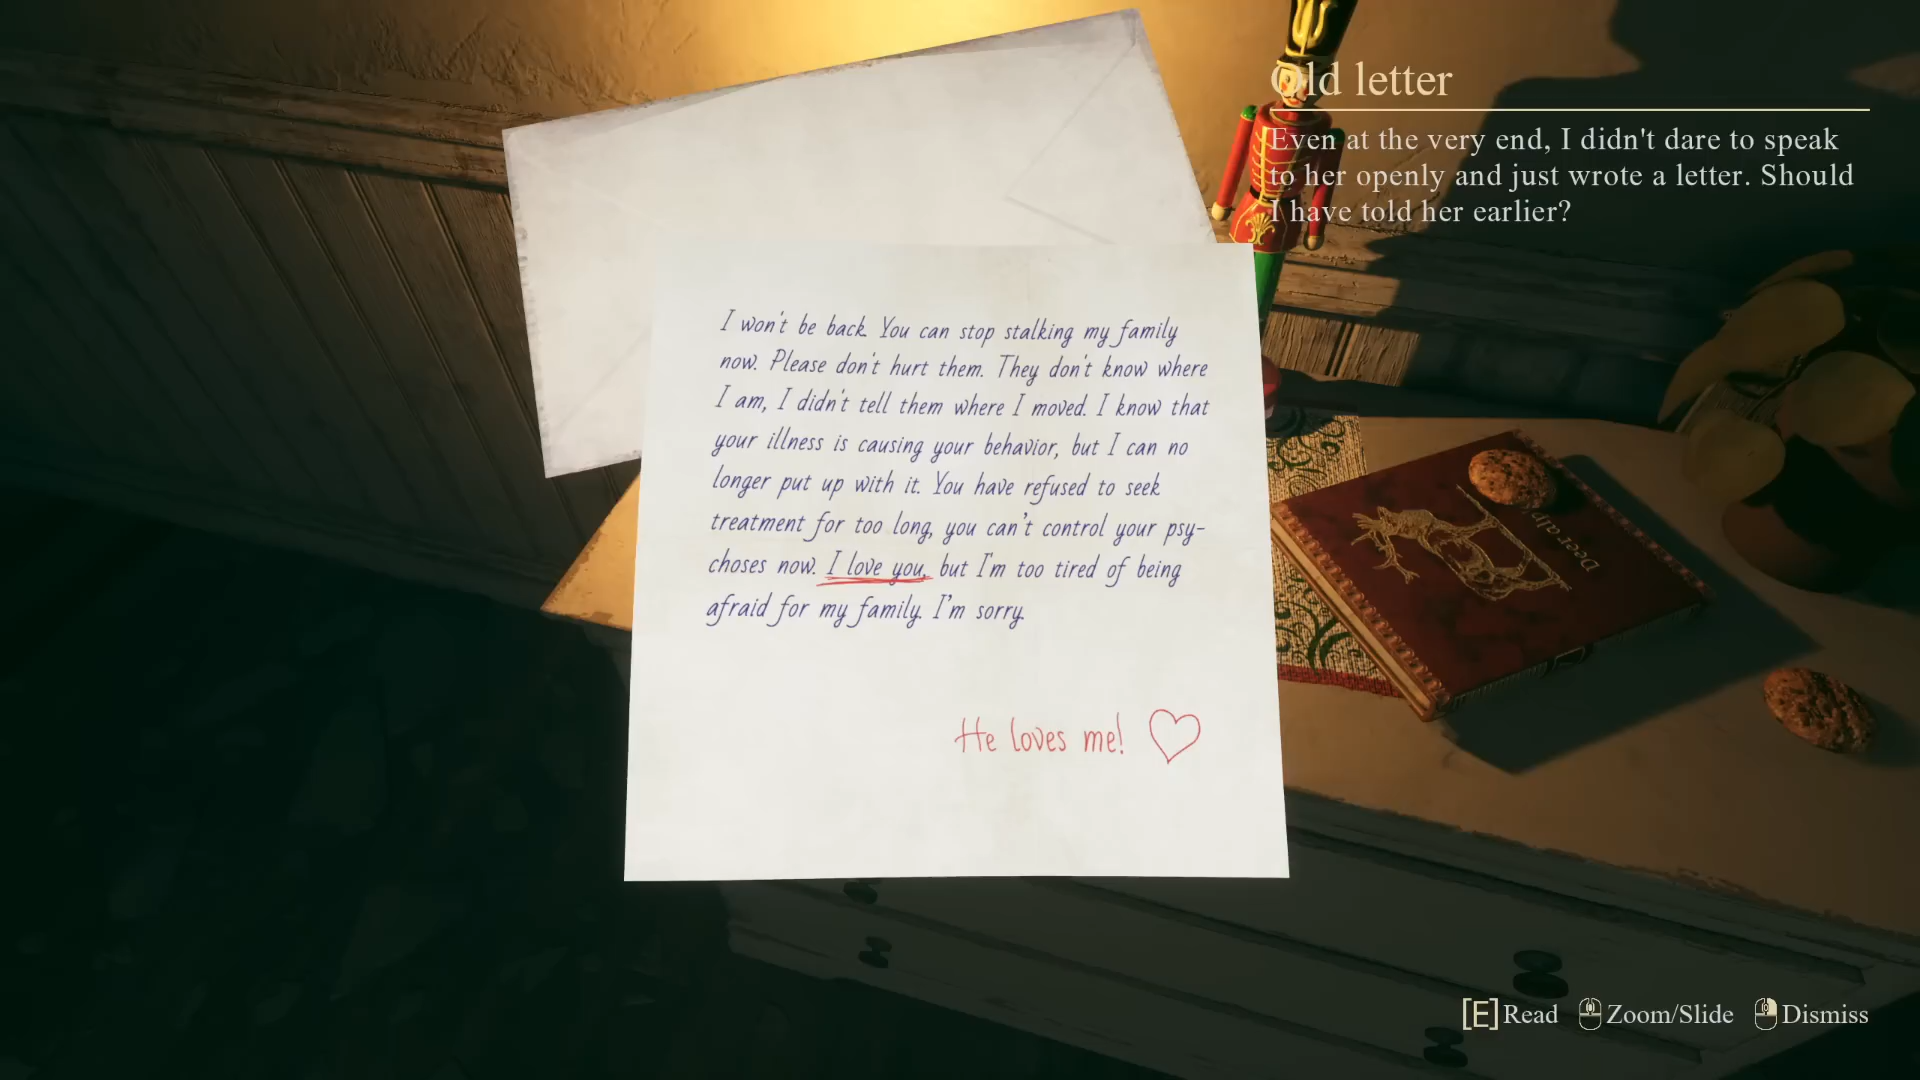 Old letter
Even at the very end, I didn't dare to speak
to her openly and just wrote a letter. Should
I have told her earlier?
I won't be back. You can stop stalking my family
now. Please don't hurt them. They don't know where
I am, I didn't tell them where I moved. I know that
your illness is causing your behavior, but I can no
longer put up with it. You have refused to seek
treatment for too long, you can't control your psy-
choses now. I love you, but I'm too tired of being
afraid for my family. I'm sorry.
He loves me!
[E] Read Zoom/Slide Dismiss